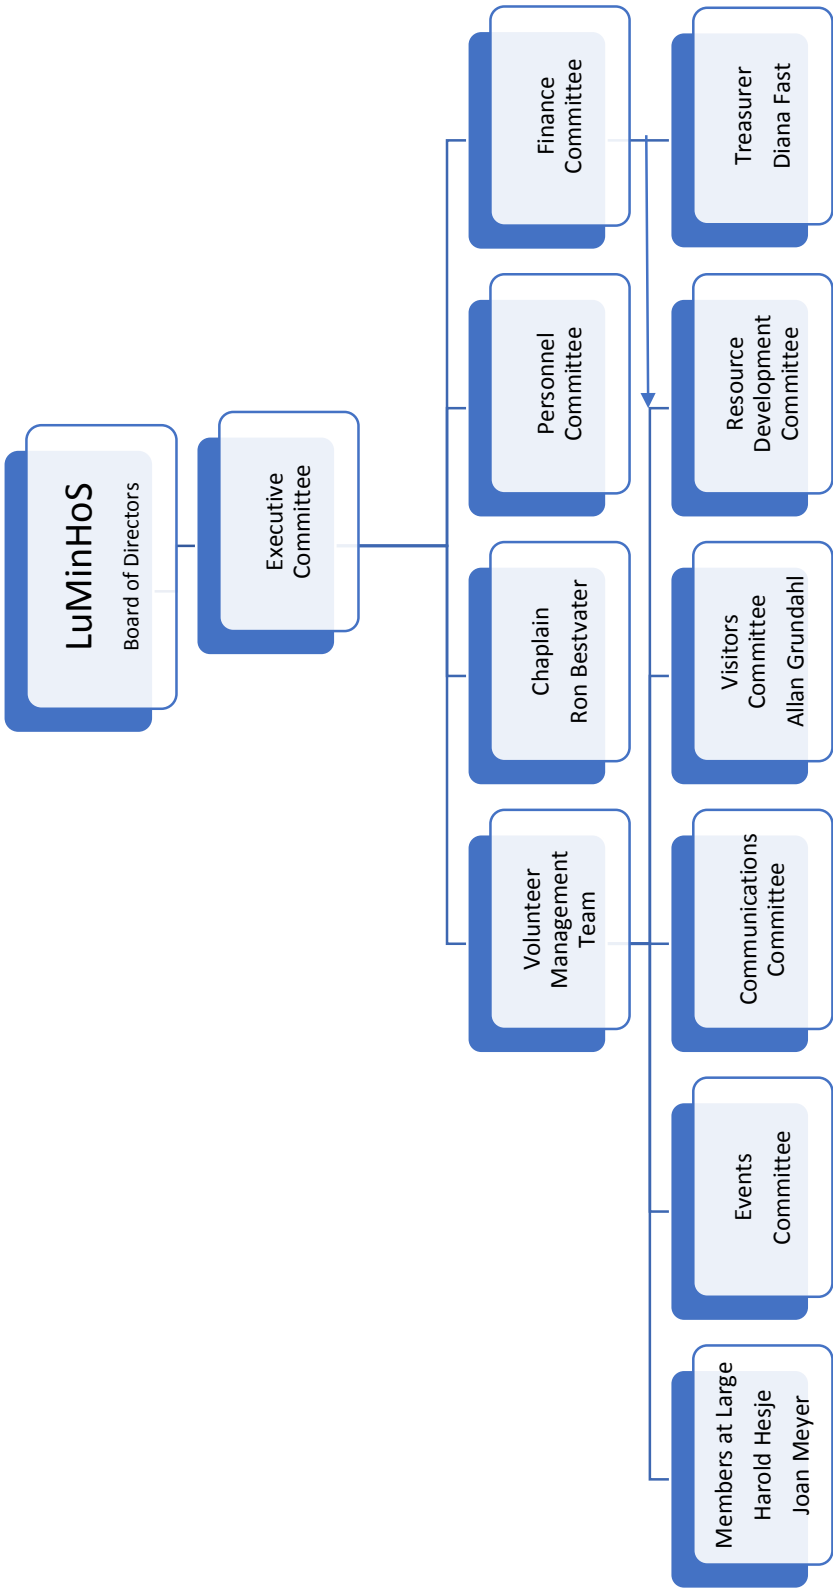 LuMinHoS
Board of Directors
Executive
Committee
Volunteer
Management
Team
Chaplain
Ron Bestvater
Personnel
Committee
Finance
Committee
Members at Large
Harold Hesje
Joan Meyer
Events
Committee
Communications
Committee
Visitors
Committee
Allan Grundahl
Resource
Development
Committee
Treasurer
Diana Fast